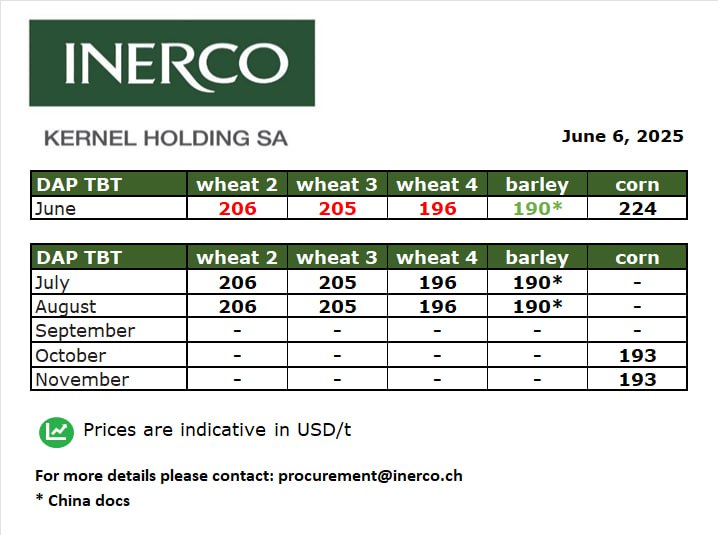 INERCO
KERNEL HOLDING SA
June 6, 2025
DAP TBT wheat 2 wheat 3 wheat 4 barley corn
June 206 205 196 190* 224
DAP TBT wheat 2 wheat 3 wheat 4 barley corn
July 206 205 196 190* -
August 206 205 196 190* -
September - - - - -
October - - - - 193
November - - - - 193
Prices are indicative in USD/t
For more details please contact: procurement@inerco.ch
* China docs